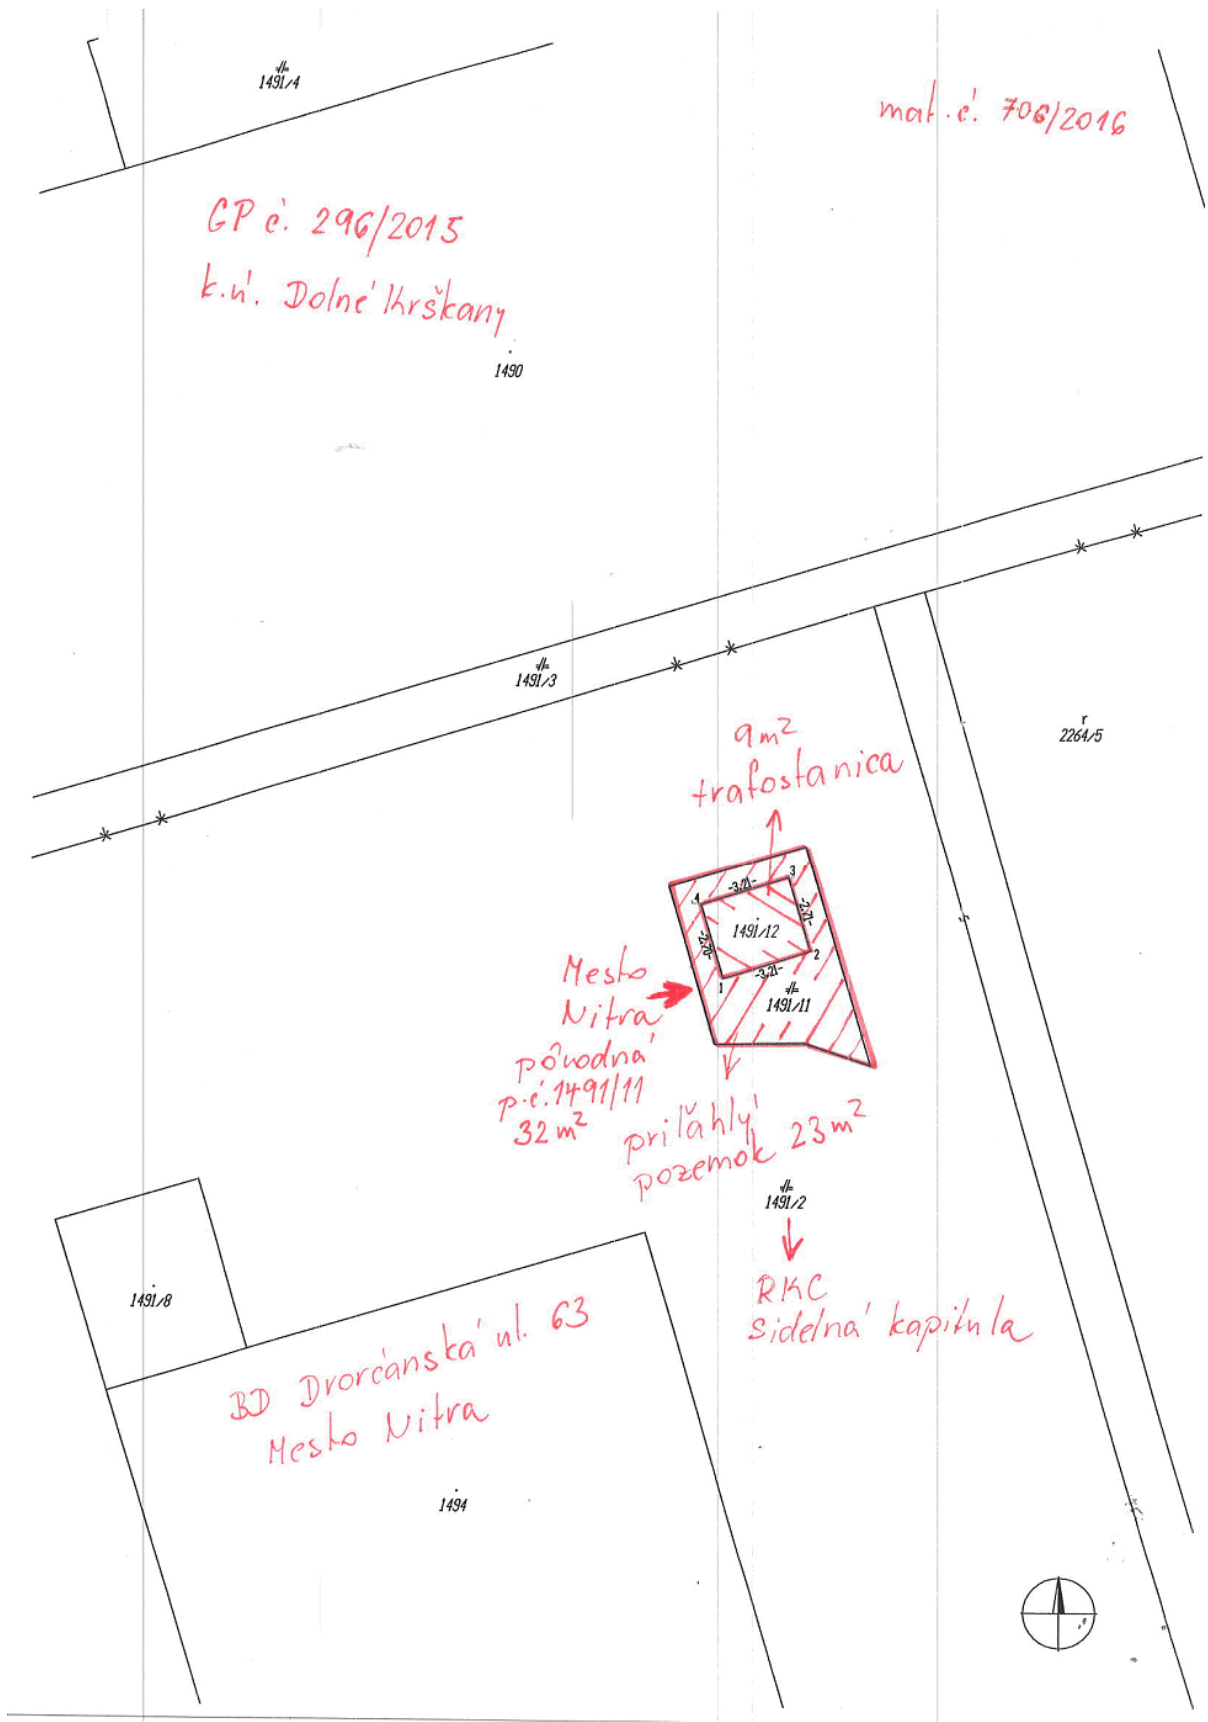 1491/4
mat. č. 706/2016
GP č. 296/2015
k.ú. Dolné Krškany
1490
1491/3
2264/5
r
9m²
trafostanica
3
-3,21-
4
-2,71-
1491/12
-2,70-
2
-3,21-
1
1491/11
Mesto
Nitra
pôvodná
p.č. 1491/11
32 m²
priľahlý
pozemok 23 m²
1491/2
RKC
Sídelná kapitula
1491/8
BD Dvorčanská ul. 63
Mesto Nitra
1494